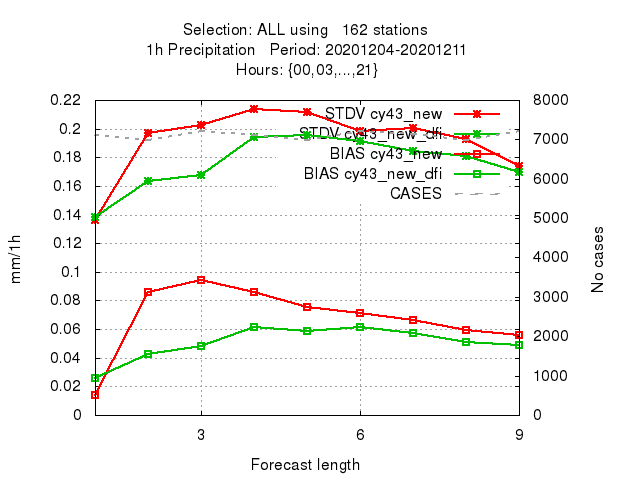 Selection: ALL using 162 stations
1h Precipitation Period: 20201204-20201211
Hours: {00,03,...,21}
0.22
0.2
0.18
0.16
0.14
0.12
0.1
0.08
0.06
0.04
0.02
0
mm/1h
STDV cy43_new
STDV cy43_new_dfi
BIAS cy43_new
BIAS cy43_new_dfi
CASES
8000
7000
6000
5000
4000
3000
2000
1000
0
No cases
3 6 9
Forecast length